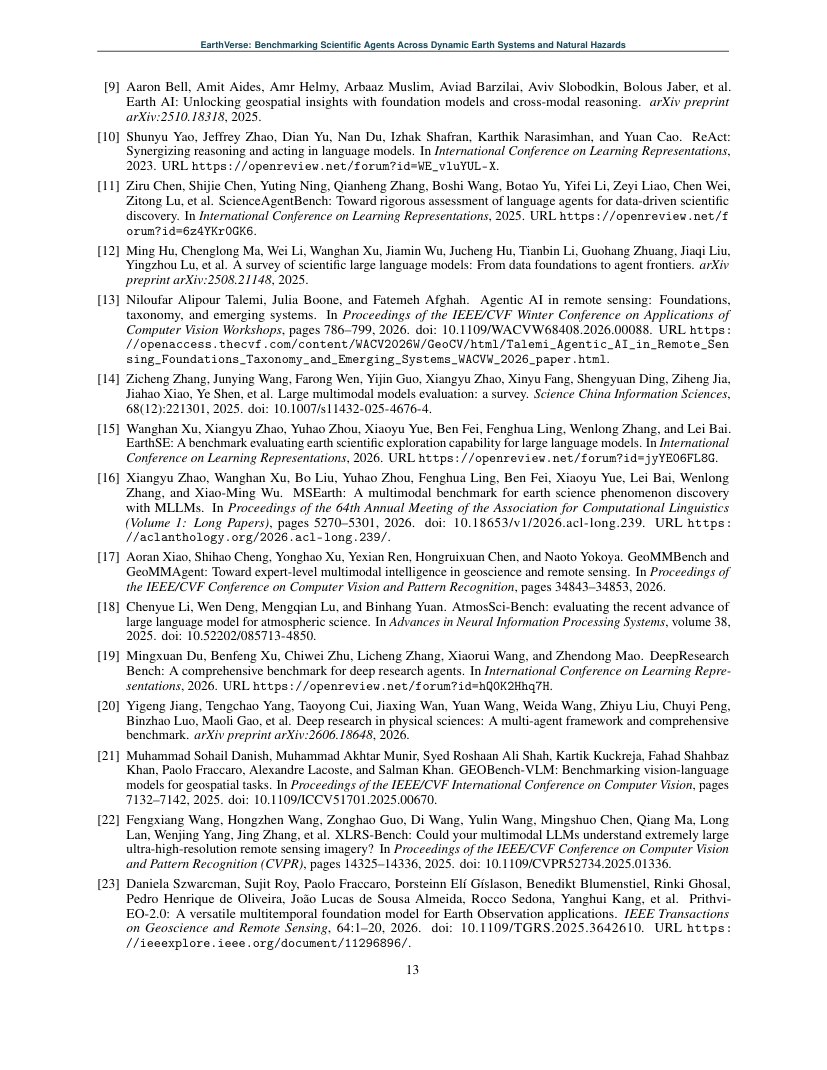 EarthVerse: Benchmarking Scientific Agents Across Dynamic Earth Systems and Natural Hazards
[9] Aaron Bell, Amit Aides, Amr Helmy, Arbaaz Muslim, Aviad Barzilai, Aviv Slobodkin, Bolous Jaber, et al.
Earth AI: Unlocking geospatial insights with foundation models and cross-modal reasoning. arXiv preprint
arXiv:2510.18318, 2025.
[10] Shunyu Yao, Jeffrey Zhao, Dian Yu, Nan Du, Izhak Shafran, Karthik Narasimhan, and Yuan Cao. ReAct:
Synergizing reasoning and acting in language models. In International Conference on Learning Representations,
2023. URL https://openreview.net/forum?id=WE_vluYUL-X.
[11] Ziru Chen, Shijie Chen, Yuting Ning, Qianheng Zhang, Boshi Wang, Botao Yu, Yifei Li, Zeyi Liao, Chen Wei,
Zitong Lu, et al. ScienceAgentBench: Toward rigorous assessment of language agents for data-driven scientific
discovery. In International Conference on Learning Representations, 2025. URL https://openreview.net/f
orum?id=6z4YKr0GK6.
[12] Ming Hu, Chenglong Ma, Wei Li, Wanghan Xu, Jiamin Wu, Jucheng Hu, Tianbin Li, Guohang Zhuang, Jiaqi Liu,
Yingzhou Lu, et al. A survey of scientific large language models: From data foundations to agent frontiers. arXiv
preprint arXiv:2508.21148, 2025.
[13] Niloufar Alipour Talemi, Julia Boone, and Fatemeh Afghah. Agentic AI in remote sensing: Foundations,
taxonomy, and emerging systems. In Proceedings of the IEEE/CVF Winter Conference on Applications of
Computer Vision Workshops, pages 786–799, 2026. doi: 10.1109/WACVW68408.2026.00088. URL https:
//openaccess.thecvf.com/content/WACV2026W/GeoCV/html/Talemi_Agentic_AI_in_Remote_Sen
sing_Foundations_Taxonomy_and_Emerging_Systems_WACVW_2026_paper.html.
[14] Zicheng Zhang, Junying Wang, Farong Wen, Yijin Guo, Xiangyu Zhao, Xinyu Fang, Shengyuan Ding, Ziheng Jia,
Jiahao Xiao, Ye Shen, et al. Large multimodal models evaluation: a survey. Science China Information Sciences,
68(12):221301, 2025. doi: 10.1007/s11432-025-4676-4.
[15] Wanghan Xu, Xiangyu Zhao, Yuhao Zhou, Xiaoyu Yue, Ben Fei, Fenghua Ling, Wenlong Zhang, and Lei Bai.
EarthSE: A benchmark evaluating earth scientific exploration capability for large language models. In International
Conference on Learning Representations, 2026. URL https://openreview.net/forum?id=jyYE06FL8G.
[16] Xiangyu Zhao, Wanghan Xu, Bo Liu, Yuhao Zhou, Fenghua Ling, Ben Fei, Xiaoyu Yue, Lei Bai, Wenlong
Zhang, and Xiao-Ming Wu. MSEarth: A multimodal benchmark for earth science phenomenon discovery
with MLLMs. In Proceedings of the 64th Annual Meeting of the Association for Computational Linguistics
(Volume 1: Long Papers), pages 5270–5301, 2026. doi: 10.18653/v1/2026.acl-long.239. URL https:
//aclanthology.org/2026.acl-long.239/.
[17] Aoran Xiao, Shihao Cheng, Yonghao Xu, Yexian Ren, Hongruixuan Chen, and Naoto Yokoya. GeoMMBench and
GeoMMAgent: Toward expert-level multimodal intelligence in geoscience and remote sensing. In Proceedings of
the IEEE/CVF Conference on Computer Vision and Pattern Recognition, pages 34843–34853, 2026.
[18] Chenyue Li, Wen Deng, Mengqian Lu, and Binhang Yuan. AtmosSci-Bench: evaluating the recent advance of
large language model for atmospheric science. In Advances in Neural Information Processing Systems, volume 38,
2025. doi: 10.52202/085713-4850.
[19] Mingxuan Du, Benfeng Xu, Chiwei Zhu, Licheng Zhang, Xiaorui Wang, and Zhendong Mao. DeepResearch
Bench: A comprehensive benchmark for deep research agents. In International Conference on Learning Repre-
sentations, 2026. URL https://openreview.net/forum?id=hQ0K2Hhq7H.
[20] Yigeng Jiang, Tengchao Yang, Taoyong Cui, Jiaxing Wan, Yuan Wang, Weida Wang, Zhiyu Liu, Chuyi Peng,
Binzhao Luo, Maoli Gao, et al. Deep research in physical sciences: A multi-agent framework and comprehensive
benchmark. arXiv preprint arXiv:2606.18648, 2026.
[21] Muhammad Sohail Danish, Muhammad Akhtar Munir, Syed Roshaan Ali Shah, Kartik Kuckreja, Fahad Shahbaz
Khan, Paolo Fraccaro, Alexandre Lacoste, and Salman Khan. GEOBench-VLM: Benchmarking vision-language
models for geospatial tasks. In Proceedings of the IEEE/CVF International Conference on Computer Vision, pages
7132–7142, 2025. doi: 10.1109/ICCV51701.2025.00670.
[22] Fengxiang Wang, Hongzhen Wang, Zonghao Guo, Di Wang, Yulin Wang, Mingshuo Chen, Qiang Ma, Long
Lan, Wenjing Yang, Jing Zhang, et al. XLRS-Bench: Could your multimodal LLMs understand extremely large
ultra-high-resolution remote sensing imagery? In Proceedings of the IEEE/CVF Conference on Computer Vision
and Pattern Recognition (CVPR), pages 14325–14336, 2025. doi: 10.1109/CVPR52734.2025.01336.
[23] Daniela Szwarcman, Sujit Roy, Paolo Fraccaro, Þorsteinn Elí Gíslason, Benedikt Blumenstiel, Rinki Ghosal,
Pedro Henrique de Oliveira, João Lucas de Sousa Almeida, Rocco Sedona, Yanghui Kang, et al. Prithvi-
EO-2.0: A versatile multitemporal foundation model for Earth Observation applications. IEEE Transactions
on Geoscience and Remote Sensing, 64:1–20, 2026. doi: 10.1109/TGRS.2025.3642610. URL https:
//ieeexplore.ieee.org/document/11296896/.
13